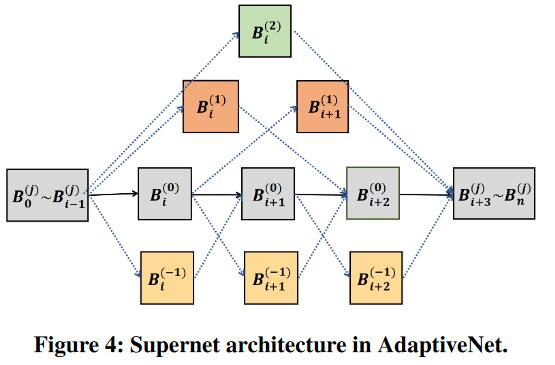 B_i^(2)
B_i^(1) B_{i+1}^(1)
B_0^(j)~B_{i-1}^(j) B_i^(0) B_{i+1}^(0) B_{i+2}^(0) B_{i+3}^(j)~B_n^(j)
B_i^(-1) B_{i+1}^(-1) B_{i+2}^(-1)
Figure 4: Supernet architecture in AdaptiveNet.